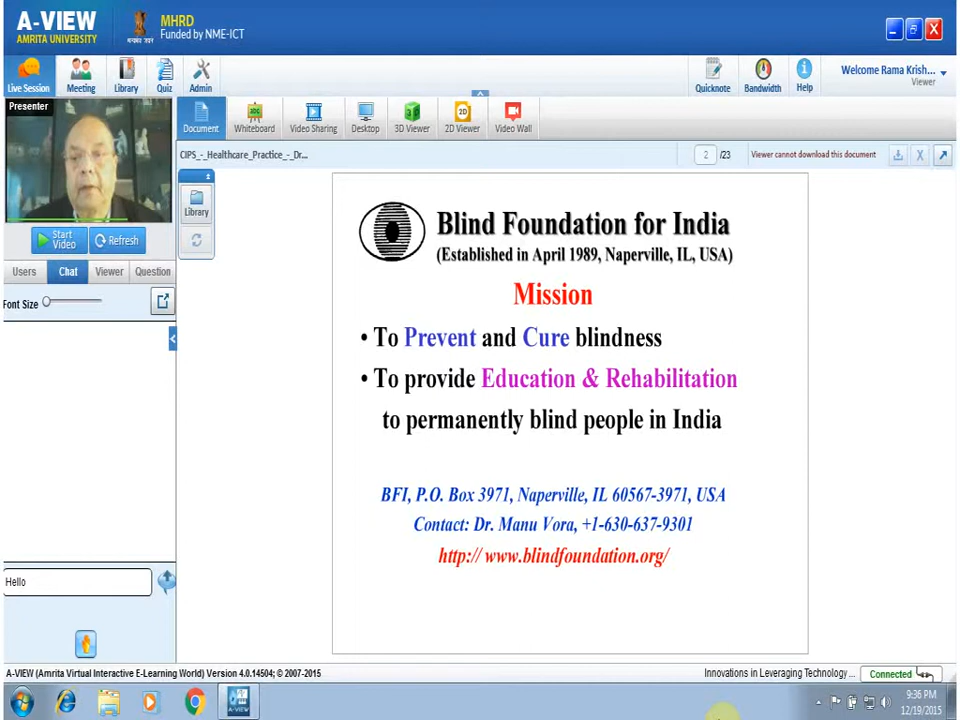 A-VIEW
AMRITA UNIVERSITY
MHRD
Funded by NME-ICT
Live Session
Meeting
Library
Quiz
Admin
Quicknote
Bandwidth
Help
Welcome Rama Krish...
Viewer
Presenter
Document
Whiteboard
Video Sharing
Desktop
3D Viewer
2D Viewer
Video Wall
CIPS_-_Healthcare_Practice_-_Dr...
2 /23
Viewer cannot download this document
Library
Start Video
Refresh
Users
Chat
Viewer
Question
Font Size
Blind Foundation for India
(Established in April 1989, Naperville, IL, USA)
Mission
• To Prevent and Cure blindness
• To provide Education & Rehabilitation
to permanently blind people in India
BFI, P.O. Box 3971, Naperville, IL 60567-3971, USA
Contact: Dr. Manu Vora, +1-630-637-9301
http:// www.blindfoundation.org/
Hello
A-VIEW (Amrita Virtual Interactive E-Learning World) Version 4.0.14504; © 2007-2015
Innovations in Leveraging Technology ...
Connected
9:36 PM
12/19/2015